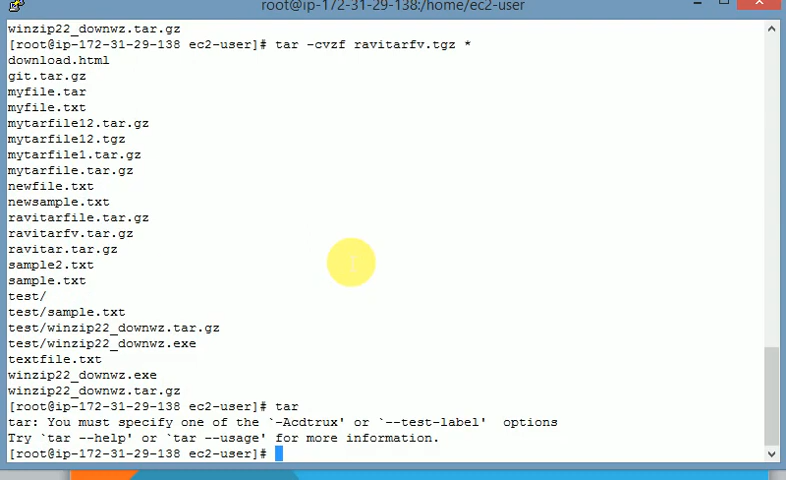 root@ip-172-31-29-138:/home/ec2-user
winzip22_downwz.tar.gz
[root@ip-172-31-29-138 ec2-user]# tar -cvzf ravitarfv.tgz *
download.html
git.tar.gz
myfile.tar
myfile.txt
mytarfile12.tar.gz
mytarfile12.tgz
mytarfile1.tar.gz
mytarfile.tar.gz
newfile.txt
newsample.txt
ravitarfile.tar.gz
ravitarfv.tar.gz
ravitar.tar.gz
sample2.txt
sample.txt
test/
test/sample.txt
test/winzip22_downwz.tar.gz
test/winzip22_downwz.exe
textfile.txt
winzip22_downwz.exe
winzip22_downwz.tar.gz
[root@ip-172-31-29-138 ec2-user]# tar
tar: You must specify one of the `-Acdtrux' or `--test-label'  options
Try `tar --help' or `tar --usage' for more information.
[root@ip-172-31-29-138 ec2-user]#